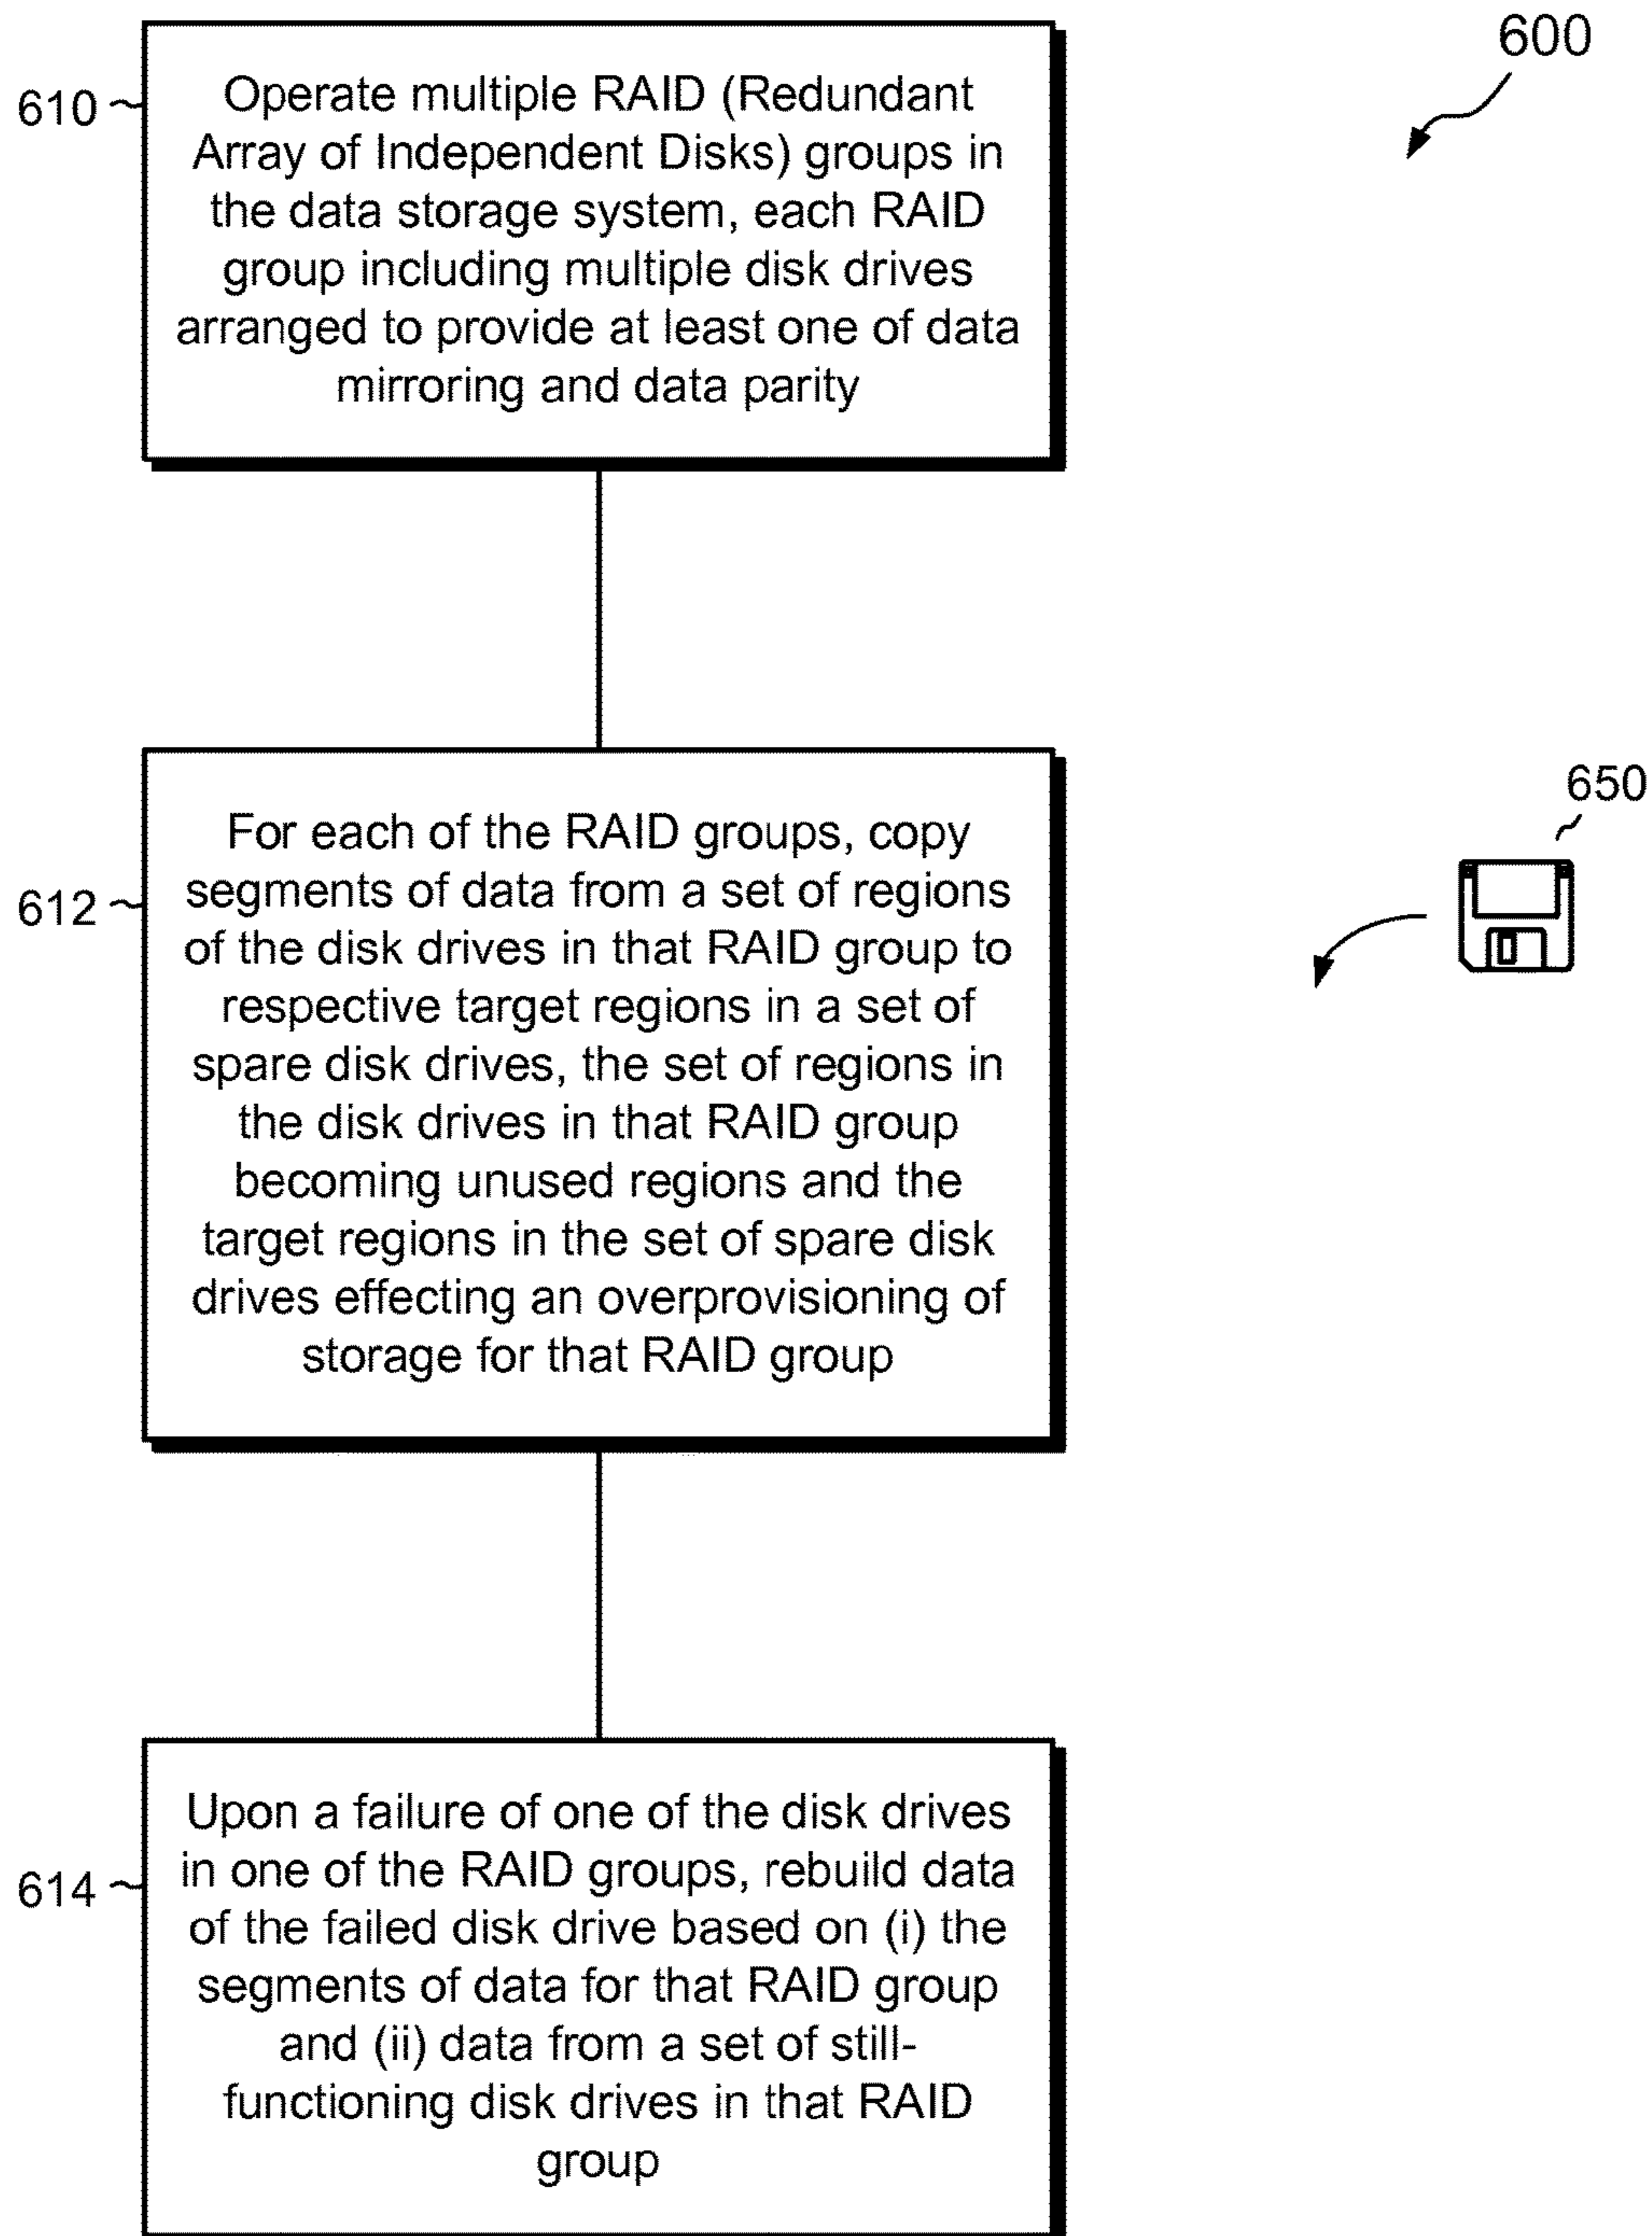 600
610
Operate multiple RAID (Redundant
Array of Independent Disks) groups in
the data storage system, each RAID
group including multiple disk drives
arranged to provide at least one of data
mirroring and data parity
650
612
For each of the RAID groups, copy
segments of data from a set of regions
of the disk drives in that RAID group to
respective target regions in a set of
spare disk drives, the set of regions in
the disk drives in that RAID group
becoming unused regions and the
target regions in the set of spare disk
drives effecting an overprovisioning of
storage for that RAID group
614
Upon a failure of one of the disk drives
in one of the RAID groups, rebuild data
of the failed disk drive based on (i) the
segments of data for that RAID group
and (ii) data from a set of still-
functioning disk drives in that RAID
group